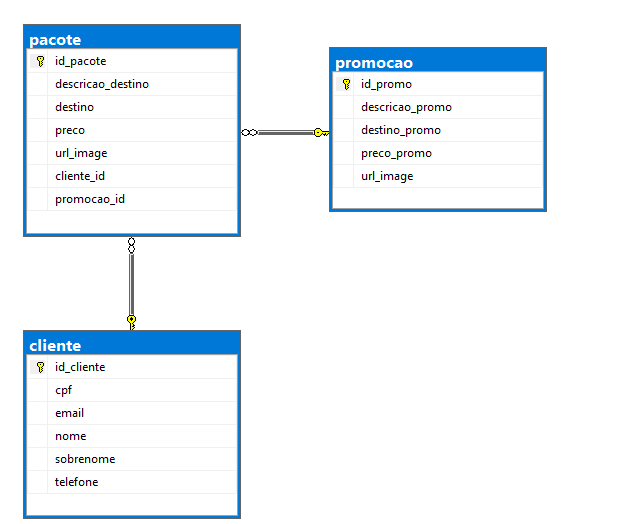 pacote
id_pacote
descricao_destino
destino
preco
url_image
cliente_id
promocao_id
promocao
id_promo
descricao_promo
destino_promo
preco_promo
url_image
cliente
id_cliente
cpf
email
nome
sobrenome
telefone